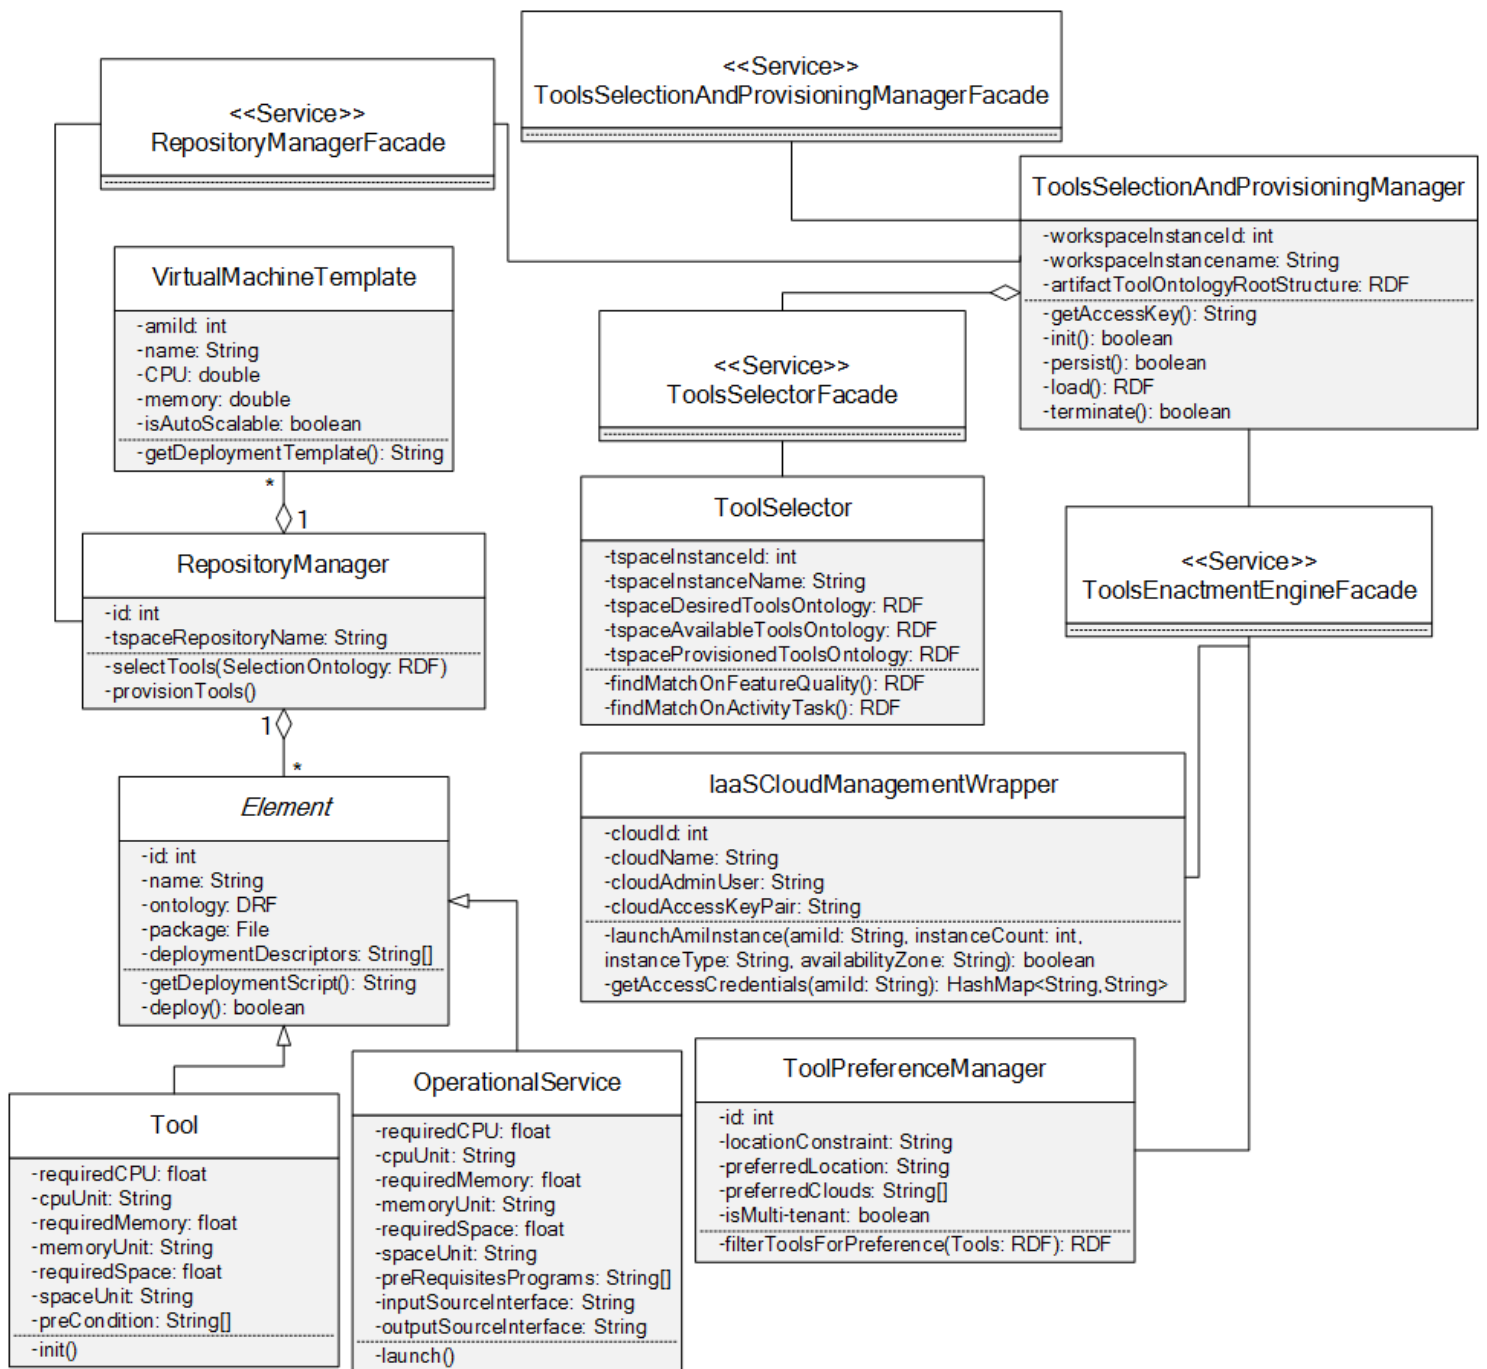 <<Service>>
ToolsSelectionAndProvisioningManagerFacade
<<Service>>
RepositoryManagerFacade
ToolsSelectionAndProvisioningManager
-workspaceInstanceId: int
-workspaceInstancename: String
-artifactToolOntologyRootStructure: RDF
-getAccessKey(): String
-init(): boolean
-persist(): boolean
-load(): RDF
-terminate(): boolean
VirtualMachineTemplate
-amiId: int
-name: String
-CPU: double
-memory: double
-isAutoScalable: boolean
-getDeploymentTemplate(): String
*
1
<<Service>>
ToolsSelectorFacade
ToolSelector
-tspaceInstanceId: int
-tspaceInstanceName: String
-tspaceDesiredToolsOntology: RDF
-tspaceAvailableToolsOntology: RDF
-tspaceProvisionedToolsOntology: RDF
-findMatchOnFeatureQuality(): RDF
-findMatchOnActivityTask(): RDF
<<Service>>
ToolsEnactmentEngineFacade
RepositoryManager
-id: int
-tspaceRepositoryName: String
-selectTools(SelectionOntology: RDF)
-provisionTools()
1
*
Element
-id: int
-name: String
-ontology: DRF
-package: File
-deploymentDescriptors: String[]
-getDeploymentScript(): String
-deploy(): boolean
IaaSCloudManagementWrapper
-cloudId: int
-cloudName: String
-cloudAdminUser: String
-cloudAccessKeyPair: String
-launchAmiInstance(amiId: String, instanceCount: int,
instanceType: String, availabilityZone: String): boolean
-getAccessCredentials(amiId: String): HashMap<String,String>
Tool
-requiredCPU: float
-cpuUnit: String
-requiredMemory: float
-memoryUnit: String
-requiredSpace: float
-spaceUnit: String
-preCondition: String[]
-init()
OperationalService
-requiredCPU: float
-cpuUnit: String
-requiredMemory: float
-memoryUnit: String
-requiredSpace: float
-spaceUnit: String
-preRequisitesPrograms: String[]
-inputSourceInterface: String
-outputSourceInterface: String
-launch()
ToolPreferenceManager
-id: int
-locationConstraint: String
-preferredLocation: String
-preferredClouds: String[]
-isMulti-tenant: boolean
-filterToolsForPreference(Tools: RDF): RDF